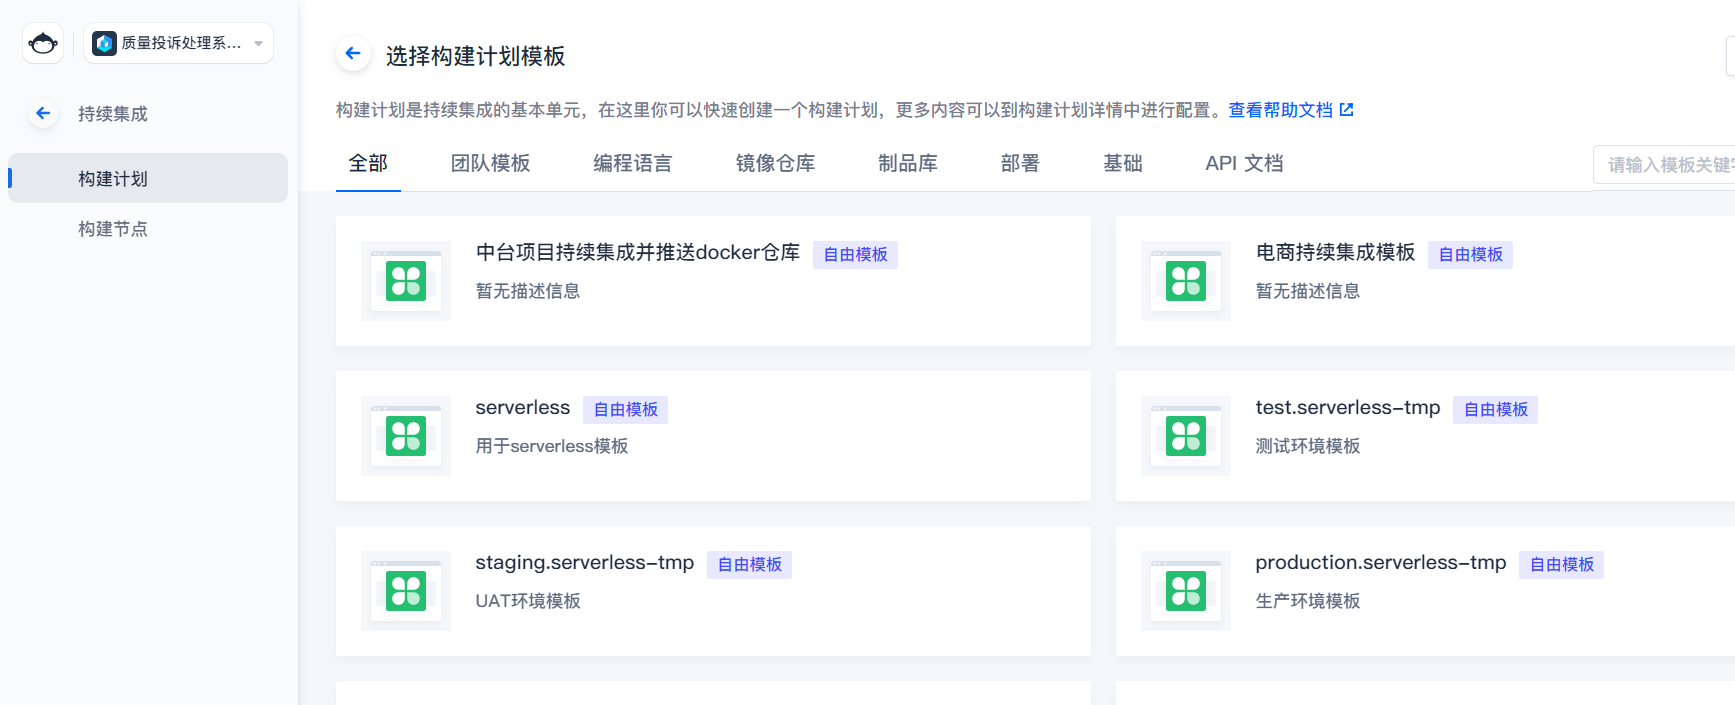 质量投诉处理系...
持续集成
构建计划
构建节点
选择构建计划模板
构建计划是持续集成的基本单元，在这里你可以快速创建一个构建计划，更多内容可以到构建计划详情中进行配置。查看帮助文档
全部 团队模板 编程语言 镜像仓库 制品库 部署 基础 API 文档
请输入模板关键字
中台项目持续集成并推送docker仓库 自由模板
暂无描述信息
电商持续集成模板 自由模板
暂无描述信息
serverless 自由模板
用于serverless模板
test.serverless-tmp 自由模板
测试环境模板
staging.serverless-tmp 自由模板
UAT环境模板
production.serverless-tmp 自由模板
生产环境模板